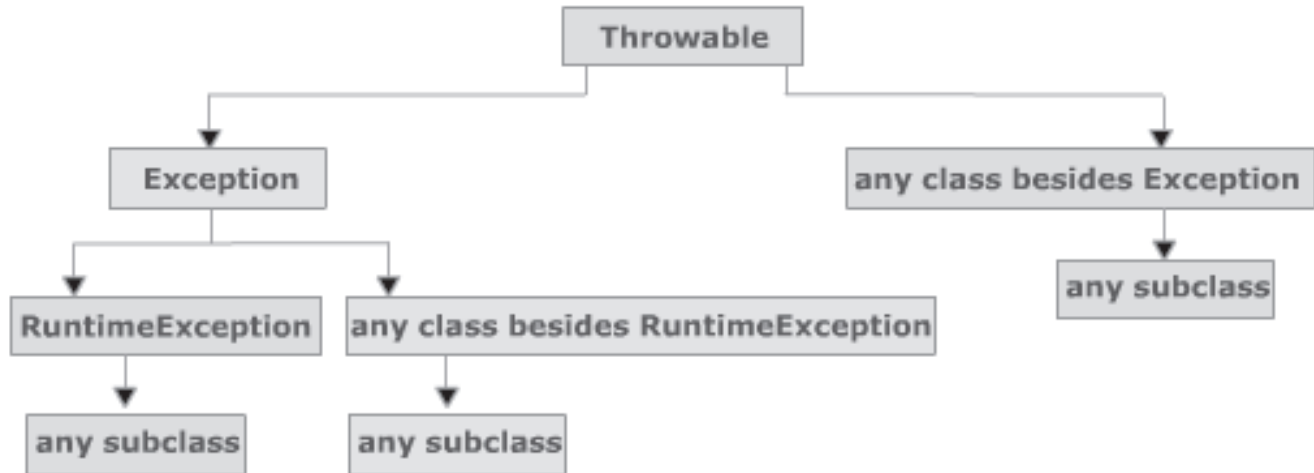 Throwable
Exception
any class besides Exception
any subclass
RuntimeException
any class besides RuntimeException
any subclass
any subclass